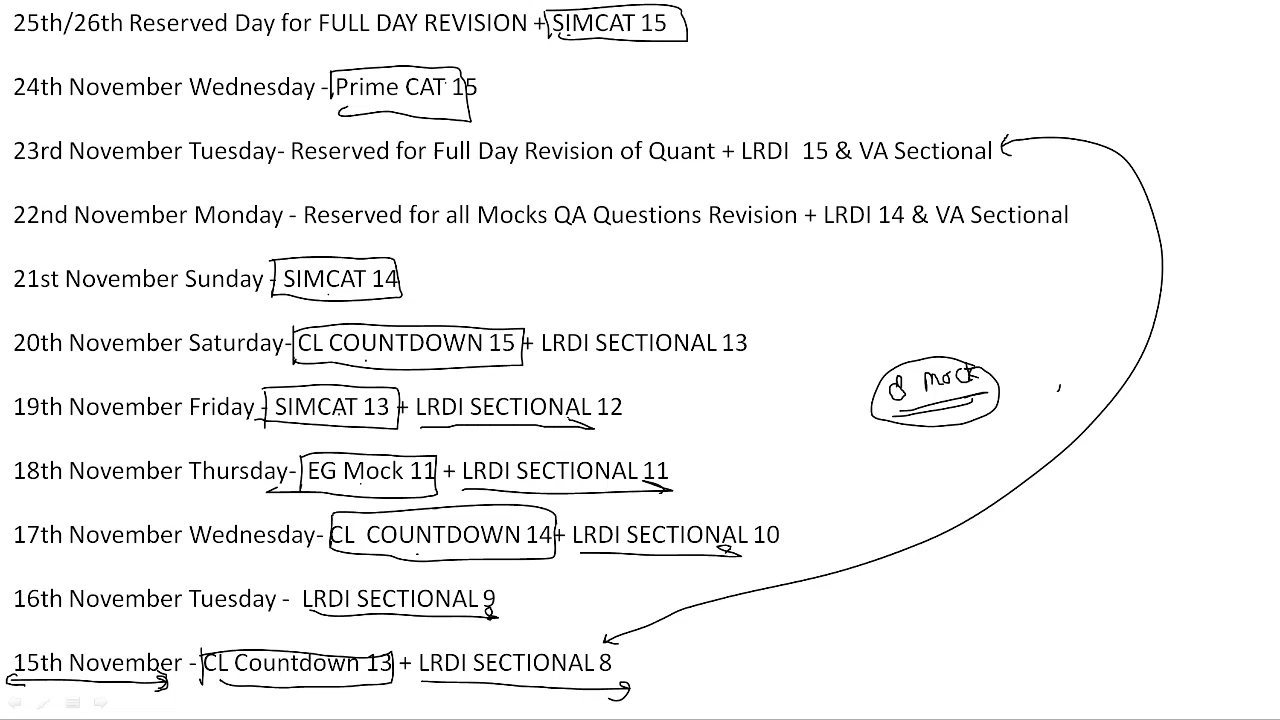 25th/26th Reserved Day for FULL DAY REVISION + SIMCAT 15
24th November Wednesday - Prime CAT 15
23rd November Tuesday- Reserved for Full Day Revision of Quant + LRDI  15 & VA Sectional
22nd November Monday - Reserved for all Mocks QA Questions Revision + LRDI 14 & VA Sectional
21st November Sunday - SIMCAT 14
20th November Saturday- CL COUNTDOWN 15 + LRDI SECTIONAL 13
8 mock
19th November Friday - SIMCAT 13 + LRDI SECTIONAL 12
18th November Thursday- EG Mock 11 + LRDI SECTIONAL 11
17th November Wednesday- CL  COUNTDOWN 14+ LRDI SECTIONAL 10
16th November Tuesday -  LRDI SECTIONAL 9
15th November - CL Countdown 13 + LRDI SECTIONAL 8